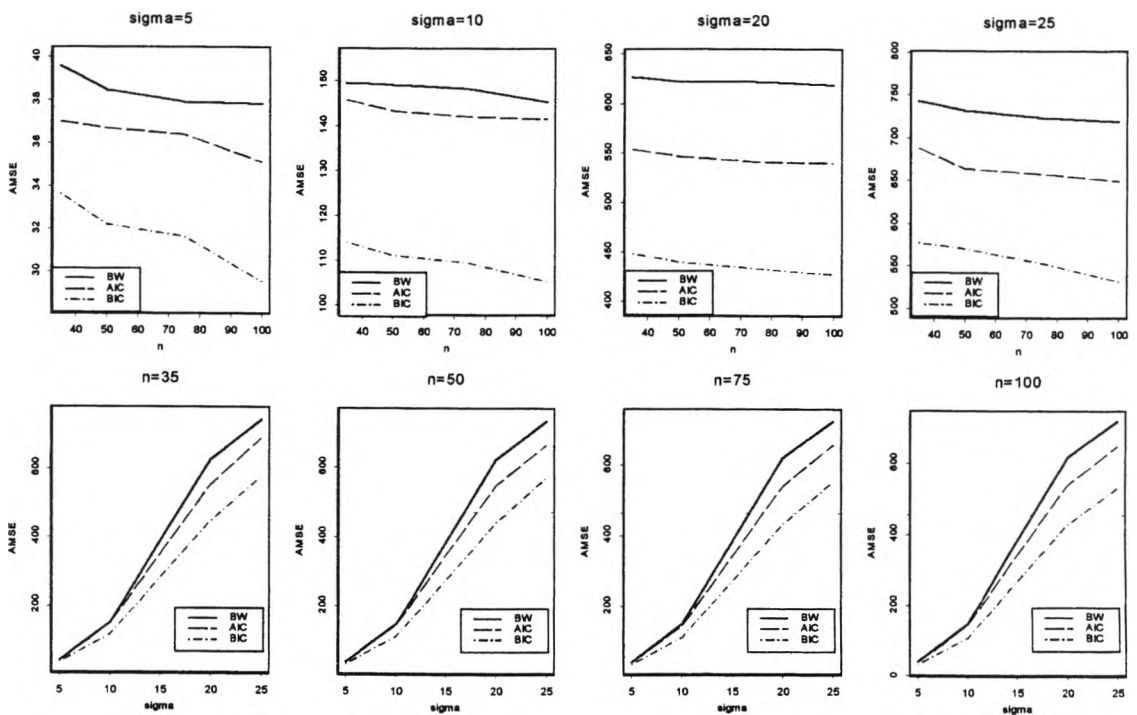 sigma=5
AMSE
40
38
36
34
32
30
BW
AIC
BIC
40 50 60 70 80 90 100
n
sigma=10
AMSE
150
140
130
120
110
100
BW
AIC
BIC
40 50 60 70 80 90 100
n
sigma=20
AMSE
650
600
550
500
450
400
BW
AIC
BIC
40 50 60 70 80 90 100
n
sigma=25
AMSE
800
750
700
650
600
550
500
BW
AIC
BIC
40 50 60 70 80 90 100
n
n=35
AMSE
600
400
200
BW
AIC
BIC
5 10 15 20 25
sigma
n=50
AMSE
600
400
200
BW
AIC
BIC
5 10 15 20 25
sigma
n=75
AMSE
600
400
200
BW
AIC
BIC
5 10 15 20 25
sigma
n=100
AMSE
600
400
200
0
BW
AIC
BIC
5 10 15 20 25
sigma